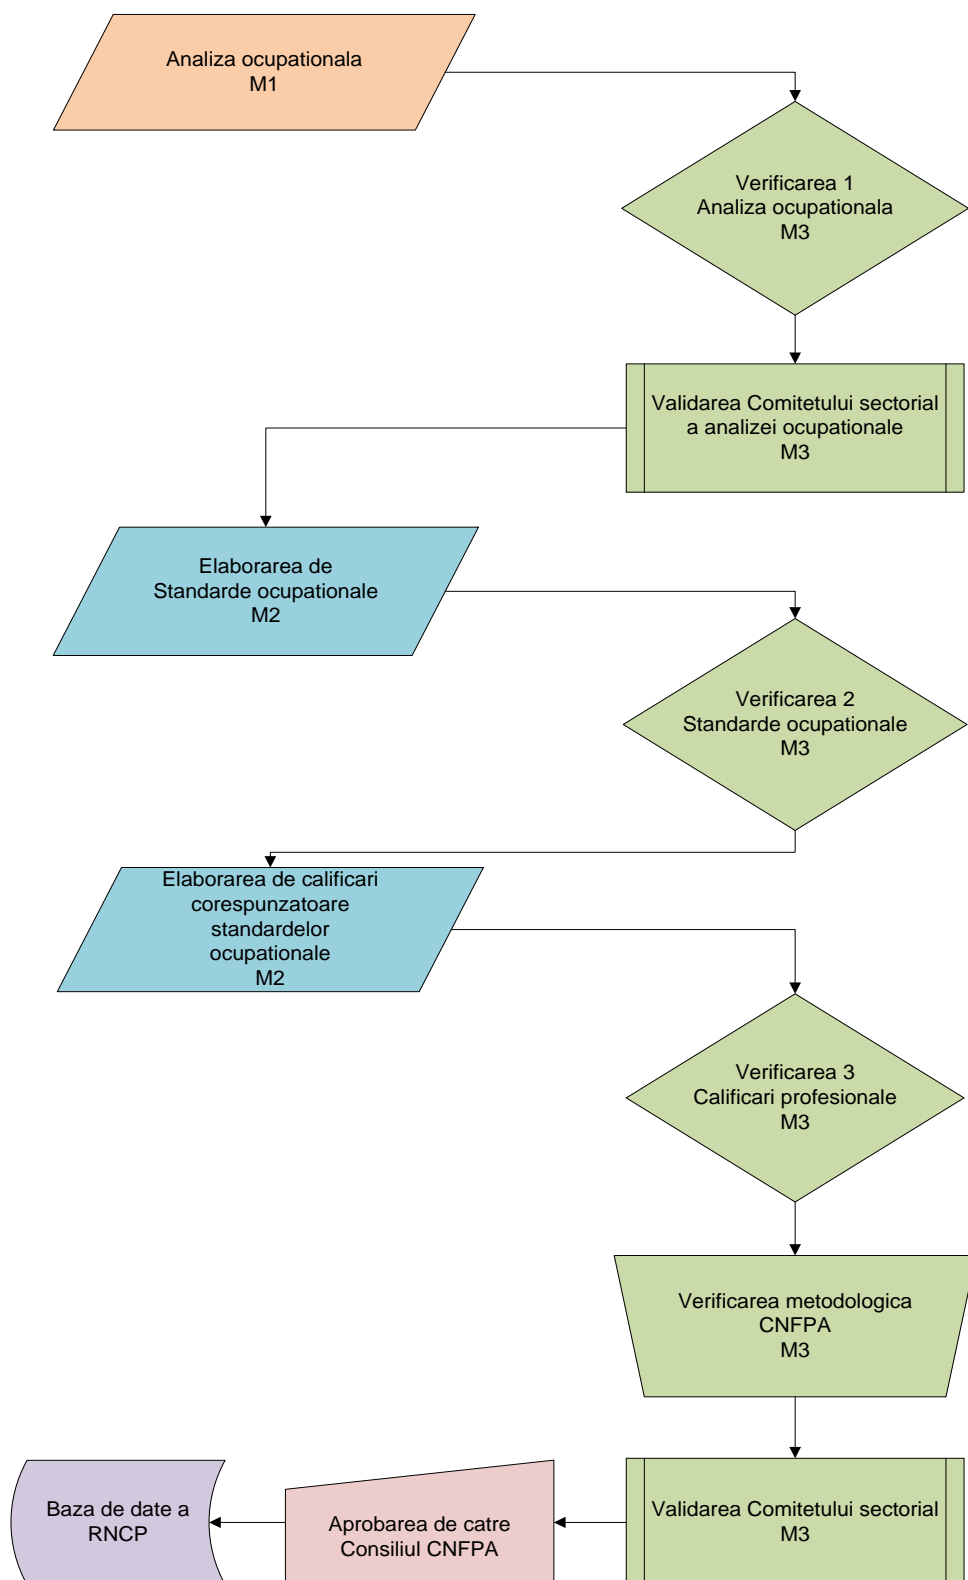 Analiza ocupationala
M1
Verificarea 1
Analiza ocupationala
M3
Validarea Comitetului sectorial
a analizei ocupationale
M3
Elaborarea de
Standarde ocupationale
M2
Verificarea 2
Standarde ocupationale
M3
Elaborarea de calificari
corespunzatoare
standardelor
ocupationale
M2
Verificarea 3
Calificari profesionale
M3
Verificarea metodologica
CNFPA
M3
Validarea Comitetului sectorial
M3
Aprobarea de catre
Consiliul CNFPA
Baza de date a
RNCP